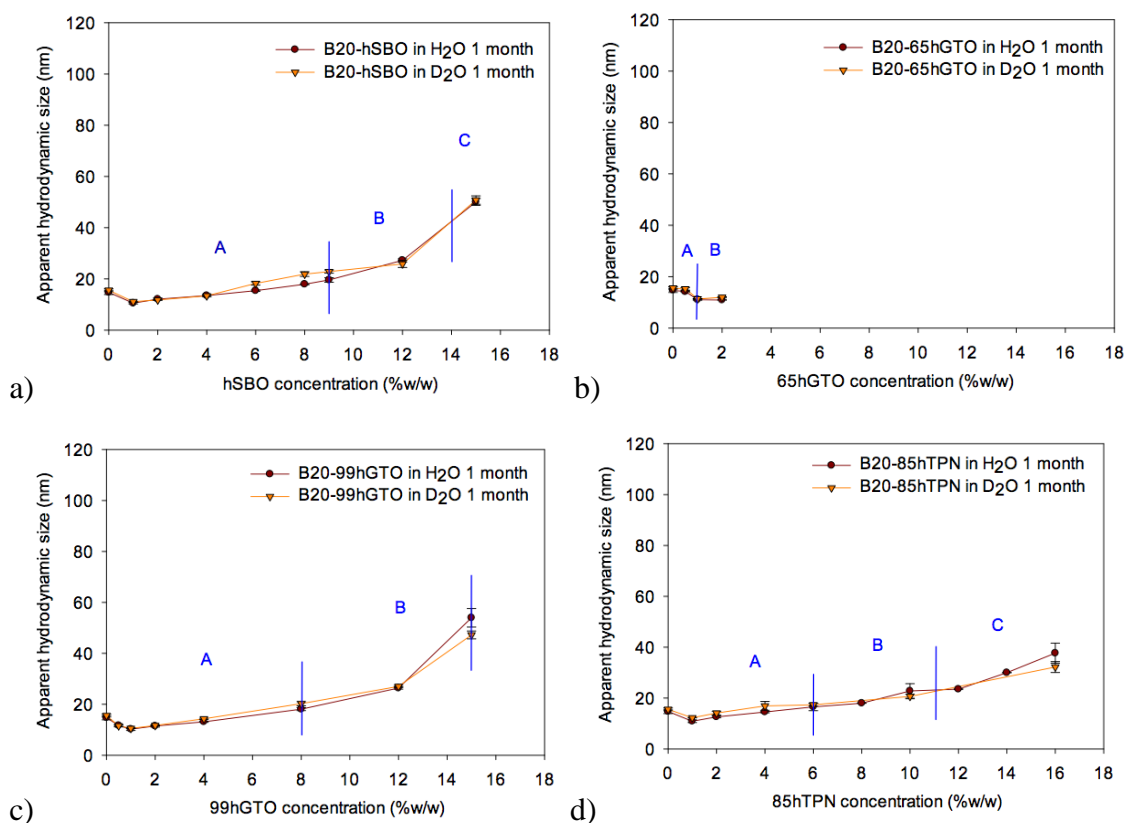 120
100
80
60
40
20
0
Apparent hydrodynamic size (nm)
B20-hSBO in H2O 1 month
B20-hSBO in D2O 1 month
A
B
C
0 2 4 6 8 10 12 14 16 18
hSBO concentration (%w/w)
a)
120
100
80
60
40
20
0
Apparent hydrodynamic size (nm)
B20-65hGTO in H2O 1 month
B20-65hGTO in D2O 1 month
A B
0 2 4 6 8 10 12 14 16 18
65hGTO concentration (%w/w)
b)
120
100
80
60
40
20
0
Apparent hydrodynamic size (nm)
B20-99hGTO in H2O 1 month
B20-99hGTO in D2O 1 month
A
B
0 2 4 6 8 10 12 14 16 18
99hGTO concentration (%w/w)
c)
120
100
80
60
40
20
0
Apparent hydrodynamic size (nm)
B20-85hTPN in H2O 1 month
B20-85hTPN in D2O 1 month
A
B
C
0 2 4 6 8 10 12 14 16 18
85hTPN concentration (%w/w)
d)